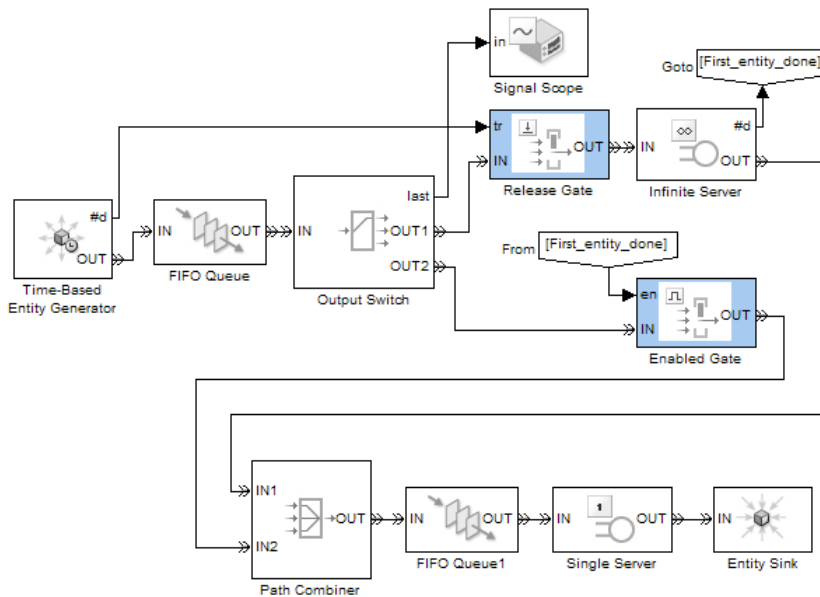 in
Signal Scope
Goto
[First_entity_done]
tr
IN
OUT
Release Gate
IN
#d
OUT
Infinite Server
#d
OUT
Time-Based
Entity Generator
IN
OUT
FIFO Queue
IN
last
OUT1
OUT2
Output Switch
From
[First_entity_done]
en
IN
OUT
Enabled Gate
IN1
IN2
OUT
Path Combiner
IN
OUT
FIFO Queue1
1
IN
OUT
Single Server
IN
Entity Sink